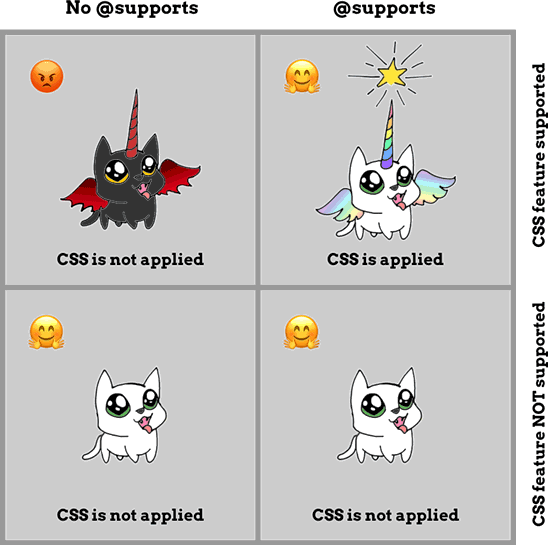 No @supports
@supports
CSS is not applied
CSS is applied
CSS feature supported
CSS is not applied
CSS is not applied
CSS feature NOT supported